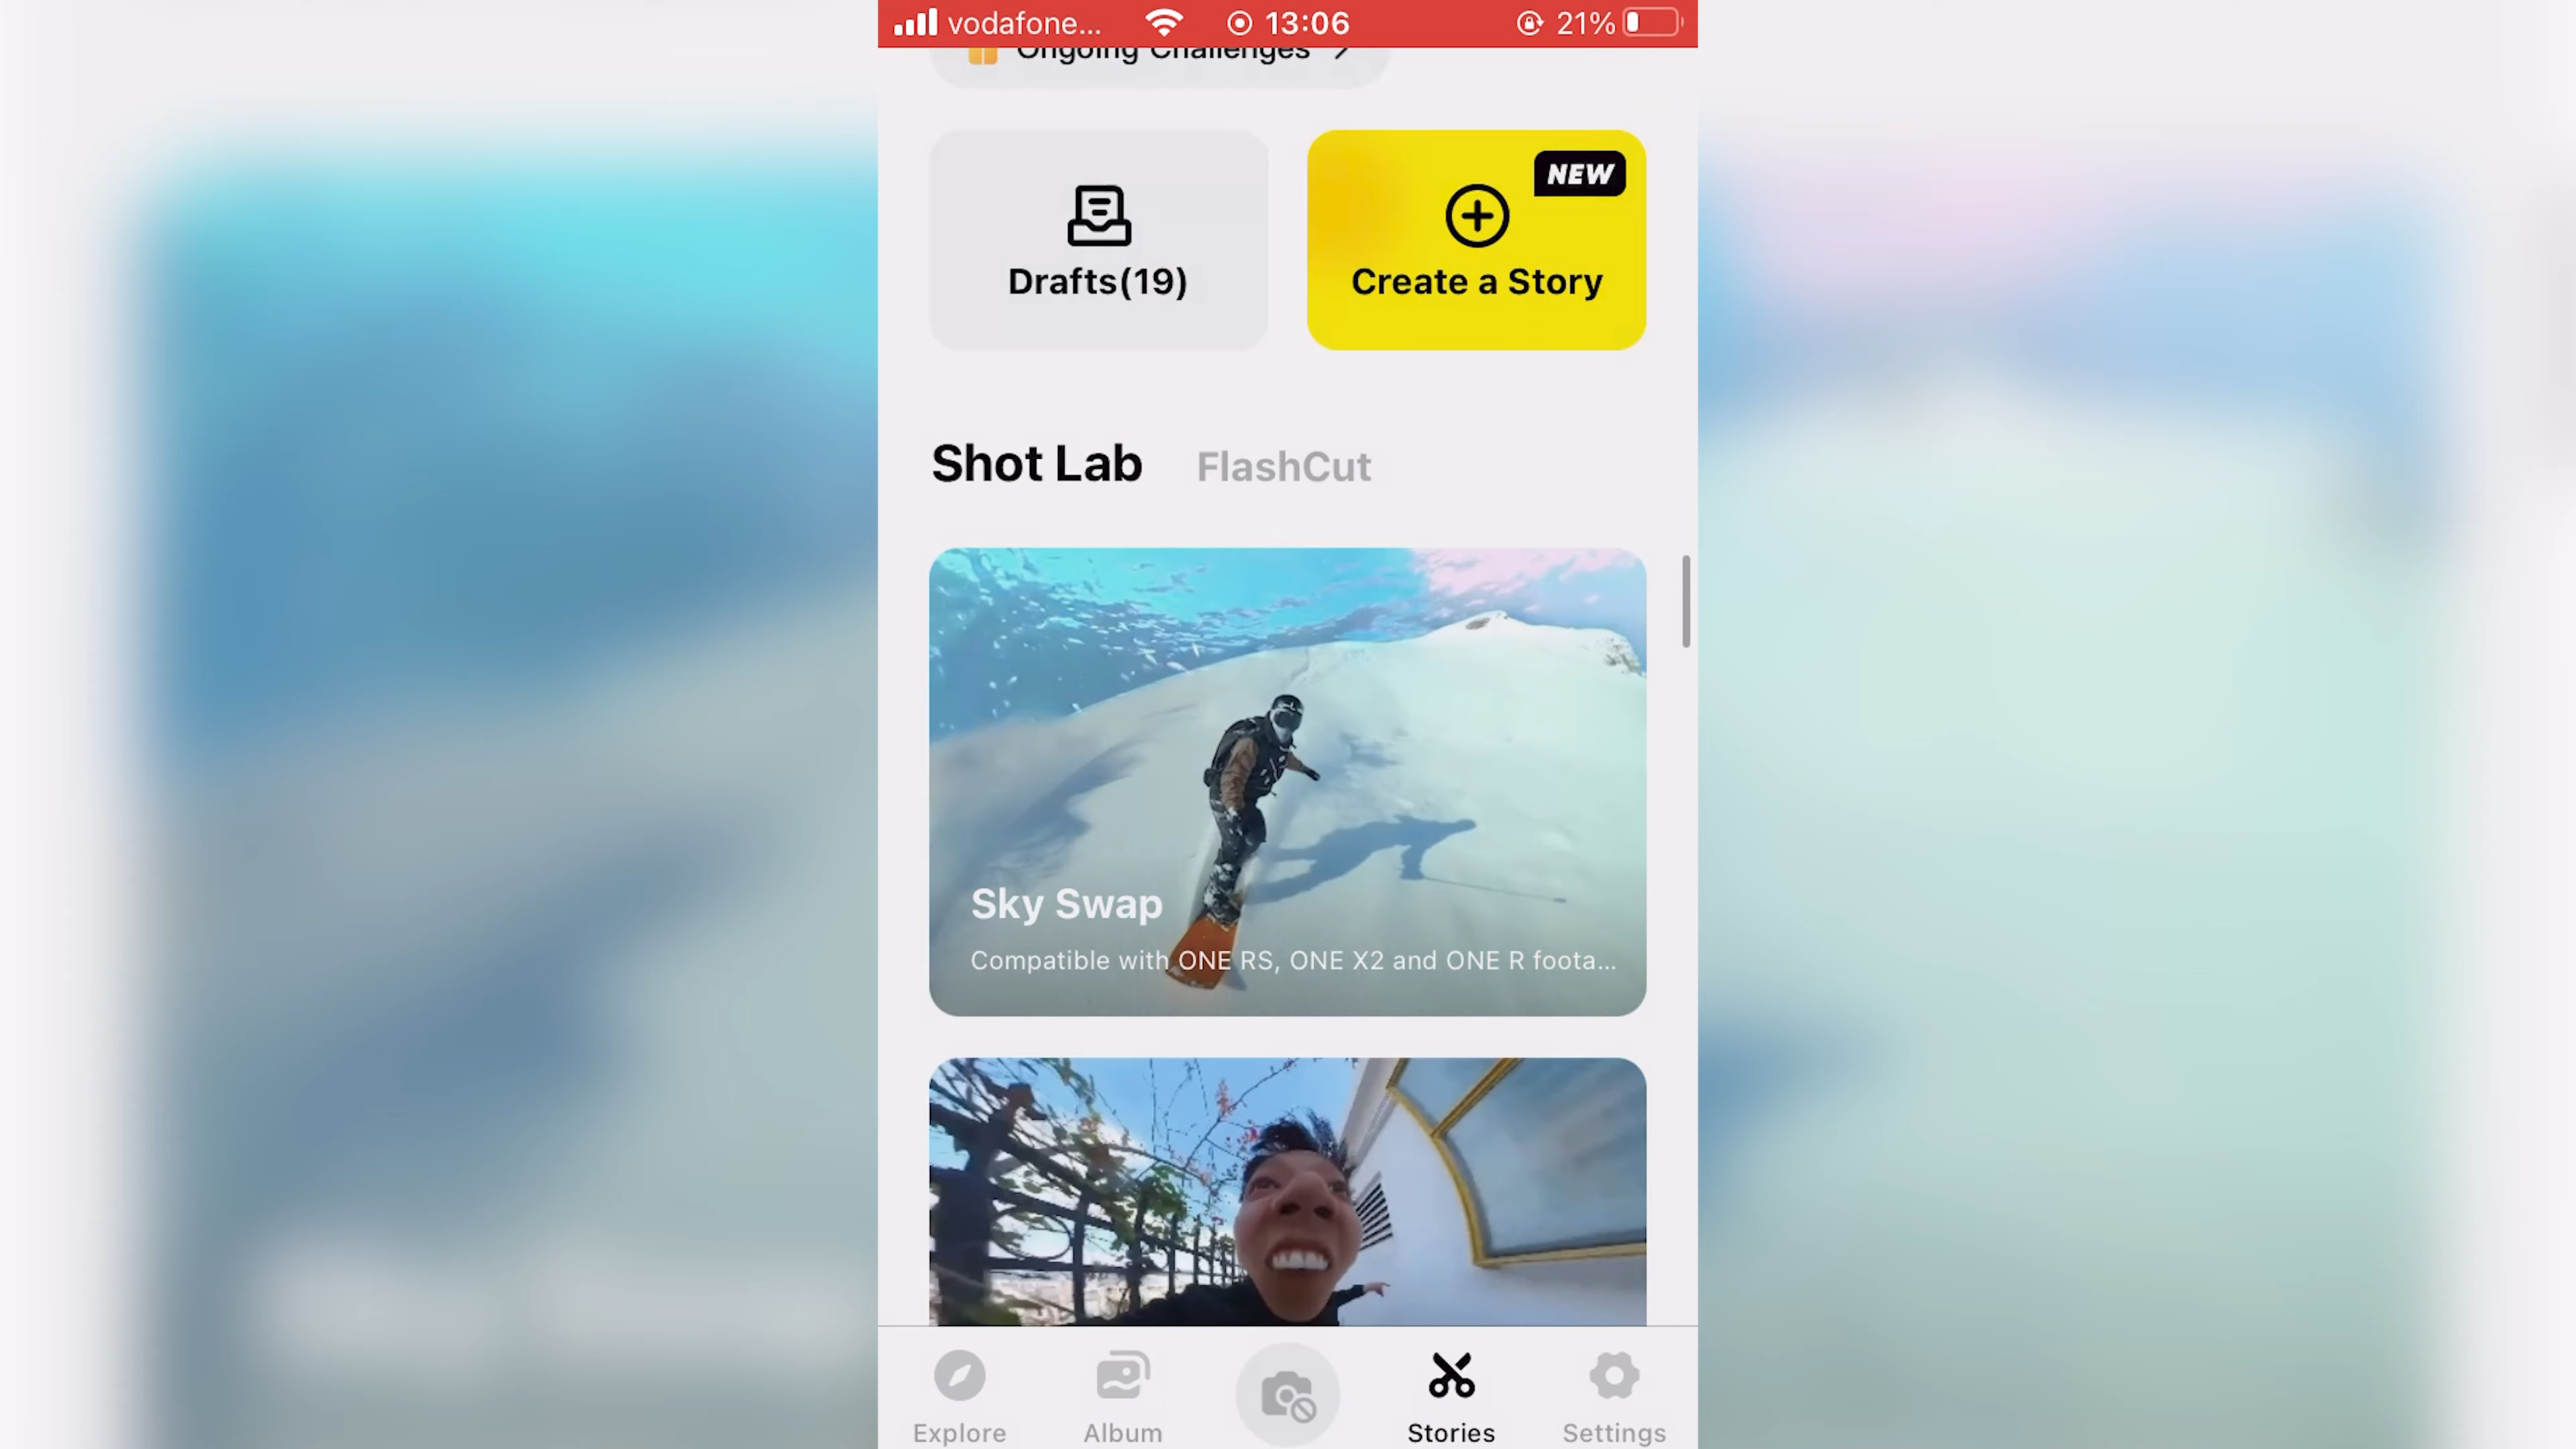 vodafone... 13:06 21%
Ongoing Challenges
NEW
Drafts(19)
Create a Story
Shot Lab FlashCut
Sky Swap
Compatible with ONE RS, ONE X2 and ONE R foota...
Explore Album Stories Settings